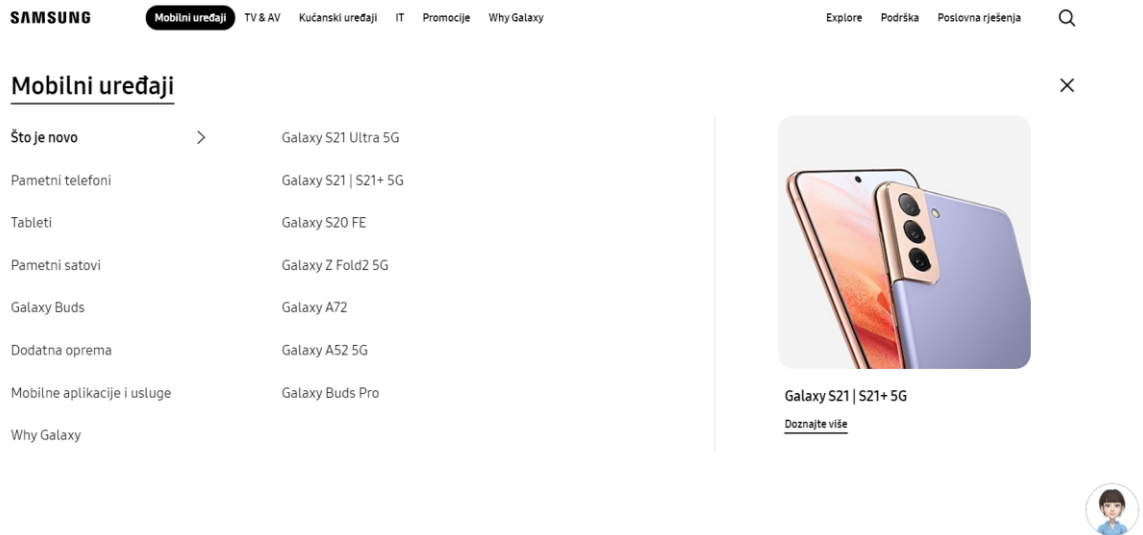 SAMSUNG
Mobilni uređaji TV & AV Kućanski uređaji IT Promocije Why Galaxy Explore Podrška Poslovna rješenja
Mobilni uređaji
Što je novo
Pametni telefoni
Tableti
Pametni satovi
Galaxy Buds
Dodatna oprema
Mobilne aplikacije i usluge
Why Galaxy
Galaxy S21 Ultra 5G
Galaxy S21 | S21+ 5G
Galaxy S20 FE
Galaxy Z Fold2 5G
Galaxy A72
Galaxy A52 5G
Galaxy Buds Pro
Galaxy S21 | S21+ 5G
Doznajte više